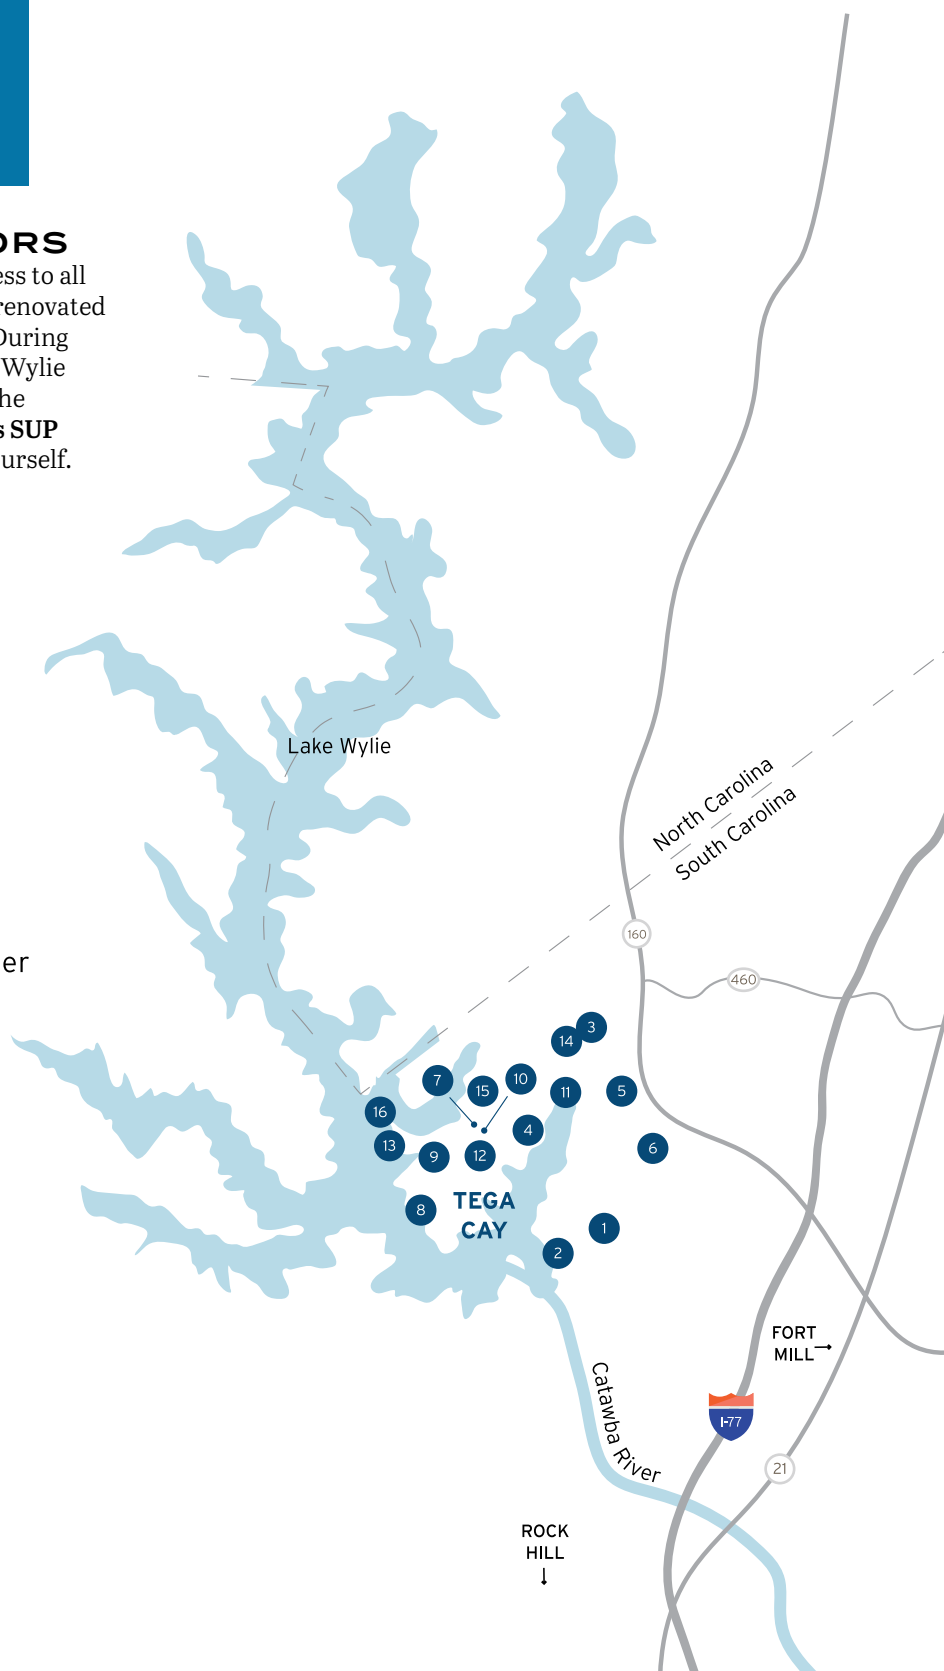 ORS
ess to all
renovated
During
Wylie
he
s SUP
urself.
Lake Wylie
North Carolina
South Carolina
er
160
460
3
14
7
15
10
11
5
16
4
13
9
12
6
8
TEGA
CAY
1
2
FORT
MILL
Catawba River
I-77
21
ROCK
HILL